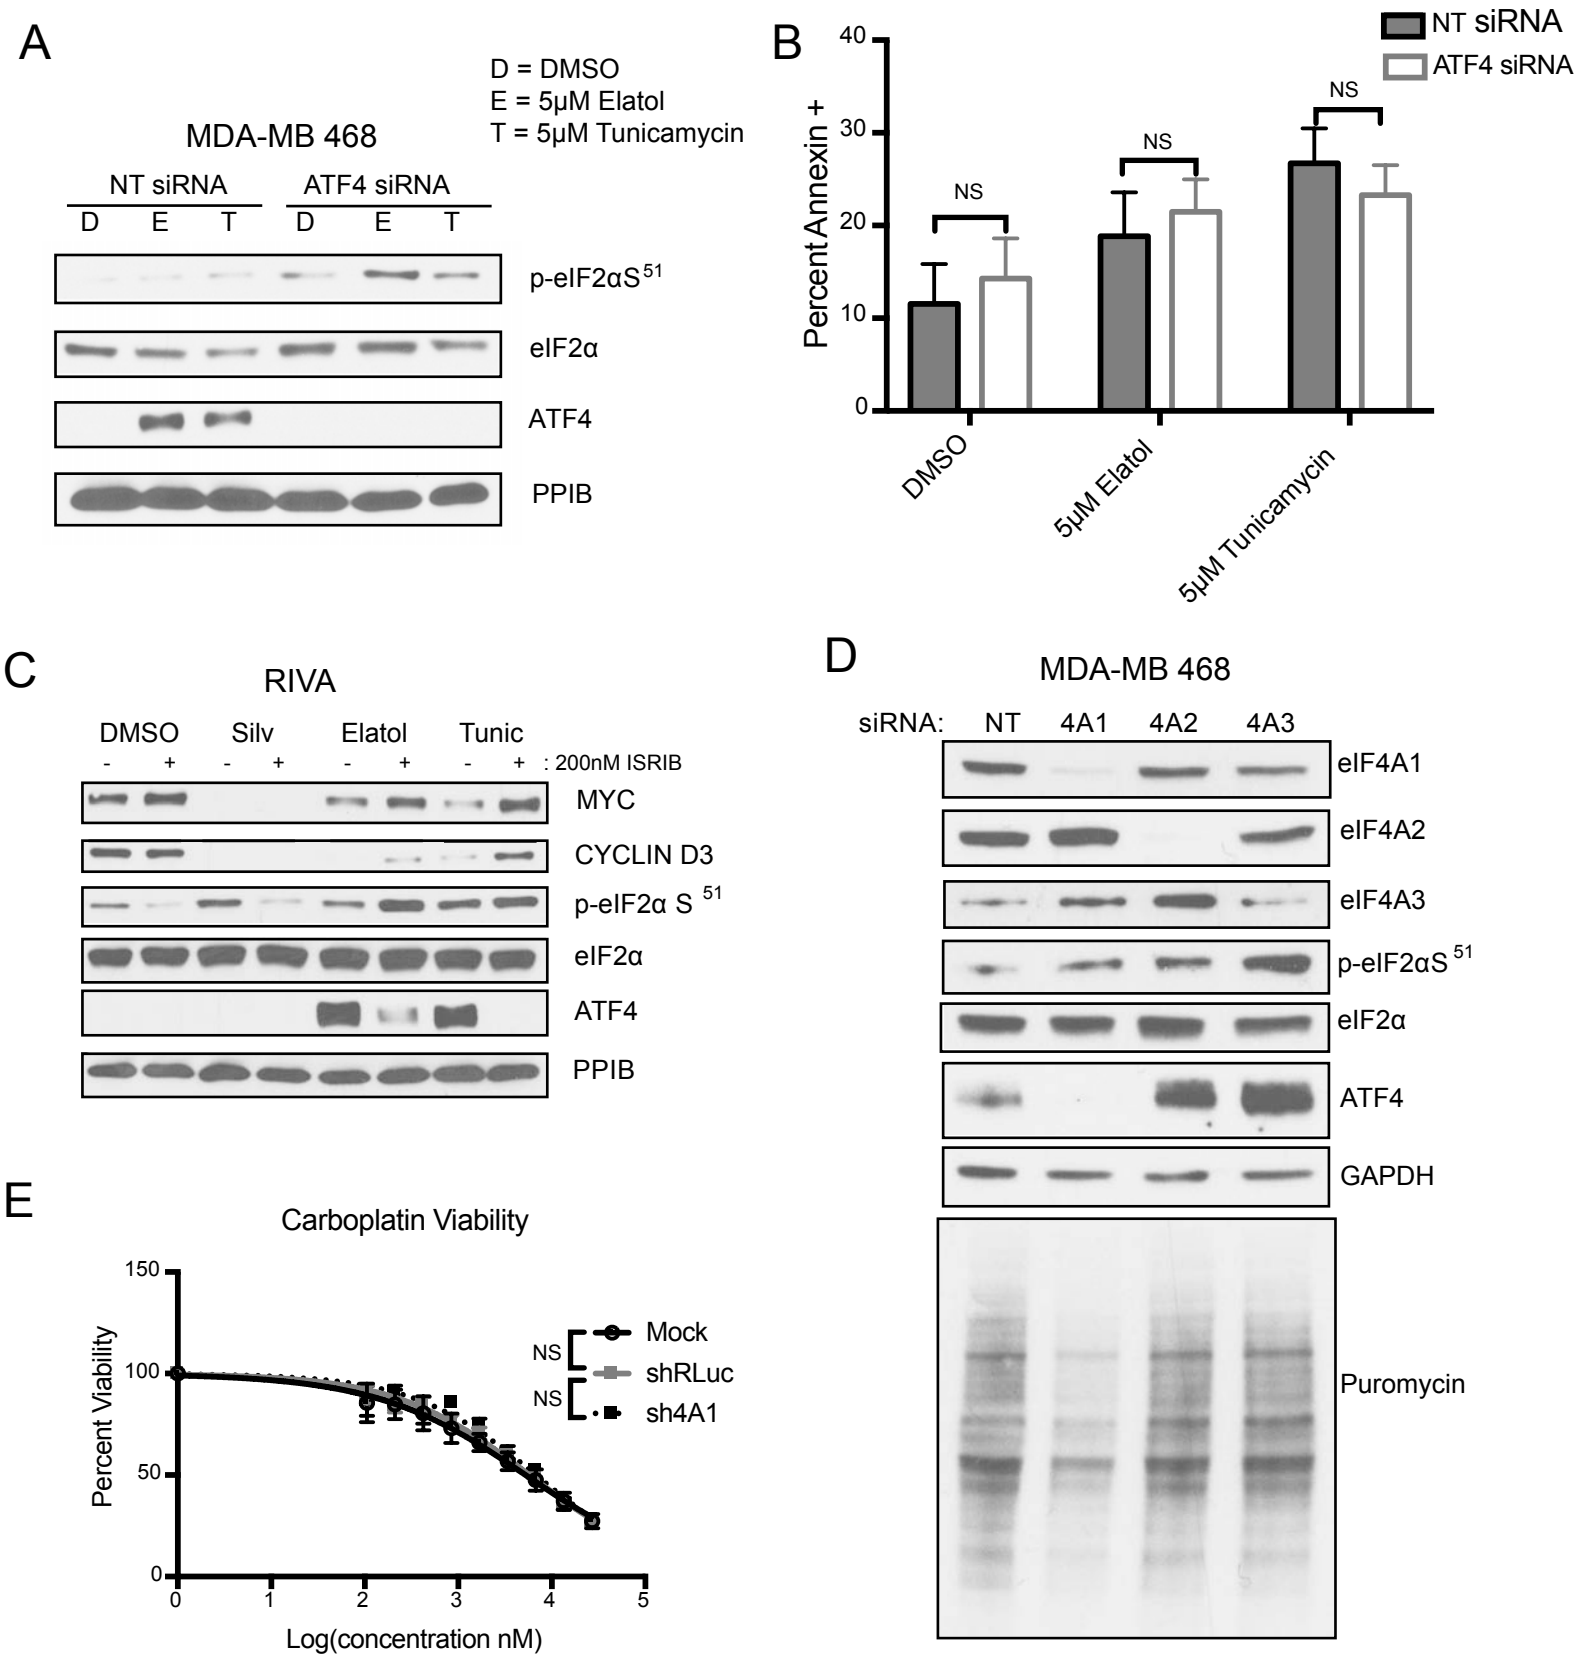 A
D = DMSO
E = 5µM Elatol
T = 5µM Tunicamycin
MDA-MB 468
NT siRNA ATF4 siRNA
D E T D E T
p-eIF2αS51
eIF2α
ATF4
PPIB
B
NT siRNA
ATF4 siRNA
Percent Annexin +
40
30
20
10
0
NS
NS
NS
DMSO
5µM Elatol
5µM Tunicamycin
C
RIVA
DMSO Silv Elatol Tunic
- + - + - + - + : 200nM ISRIB
MYC
CYCLIN D3
p-eIF2α S 51
eIF2α
ATF4
PPIB
D
MDA-MB 468
siRNA: NT 4A1 4A2 4A3
eIF4A1
eIF4A2
eIF4A3
p-eIF2αS51
eIF2α
ATF4
GAPDH
Puromycin
E
Carboplatin Viability
Percent Viability
150
100
50
0
0 1 2 3 4 5
Log(concentration nM)
NS
NS
Mock
shRLuc
sh4A1